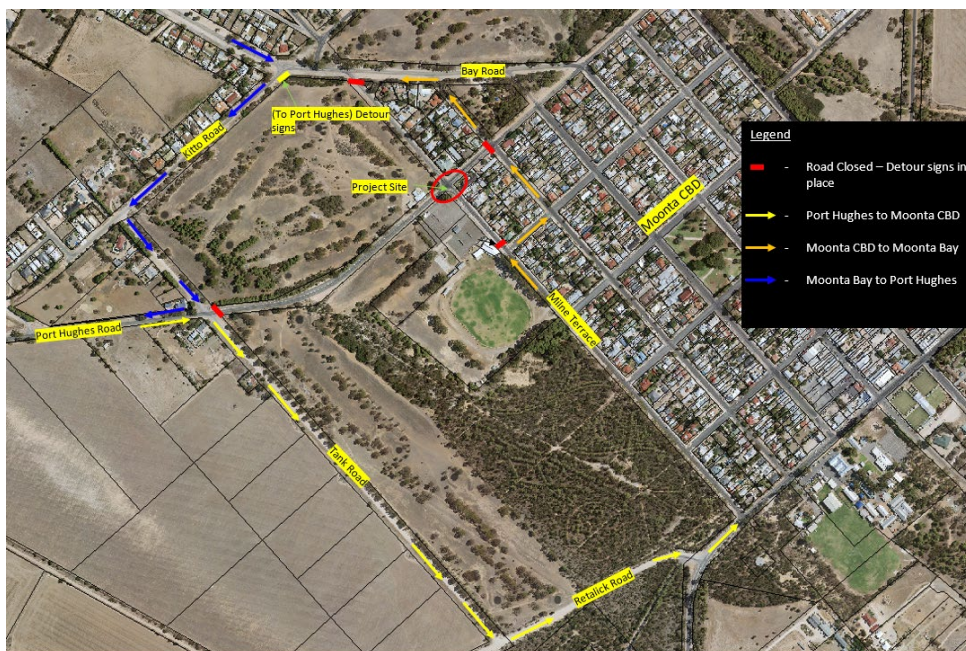 Bay Road
(To Port Hughes) Detour
signs
Kitto Road
Project Site
Moonta CBD
Port Hughes Road
Milne Terrace
Tank Road
Retalick Road
Legend
- Road Closed – Detour signs in
place
- Port Hughes to Moonta CBD
- Moonta CBD to Moonta Bay
- Moonta Bay to Port Hughes